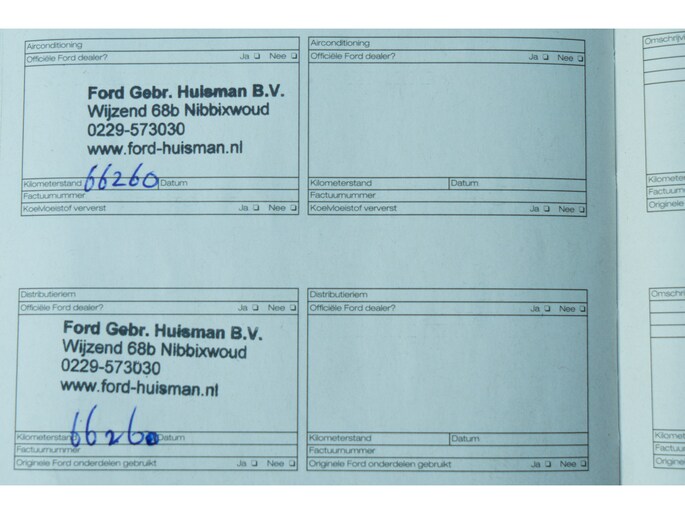 Airconditioning
Officiële Ford dealer? Ja Nee
Ford Gebr. Huisman B.V.
Wijzend 68b Nibbixwoud
0229-573030
www.ford-huisman.nl
Kilometerstand 66260 Datum
Factuurnummer
Koelvloeistof ververst Ja Nee
Airconditioning
Officiële Ford dealer? Ja Nee
Kilometerstand Datum
Factuurnummer
Koelvloeistof ververst Ja Nee
Distributieriem
Officiële Ford dealer? Ja Nee
Ford Gebr. Huisman B.V.
Wijzend 68b Nibbixwoud
0229-573030
www.ford-huisman.nl
Kilometerstand 66260 Datum
Factuurnummer
Originele Ford onderdelen gebruikt Ja Nee
Distributieriem
Officiële Ford dealer? Ja Nee
Kilometerstand Datum
Factuurnummer
Originele Ford onderdelen gebruikt Ja Nee
Originele